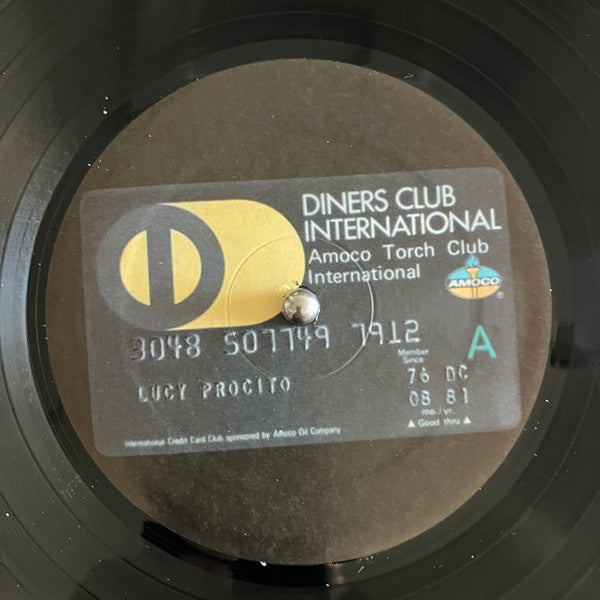 DINERS CLUB
INTERNATIONAL
Amoco Torch Club
International
AMOCO
®
3048 507749 7912
A
Member
Since
76 DC
LUCY PROCITO
08 81
mo. / yr.
▲ Good thru ▲
International Credit Card Club sponsored by Amoco Oil Company